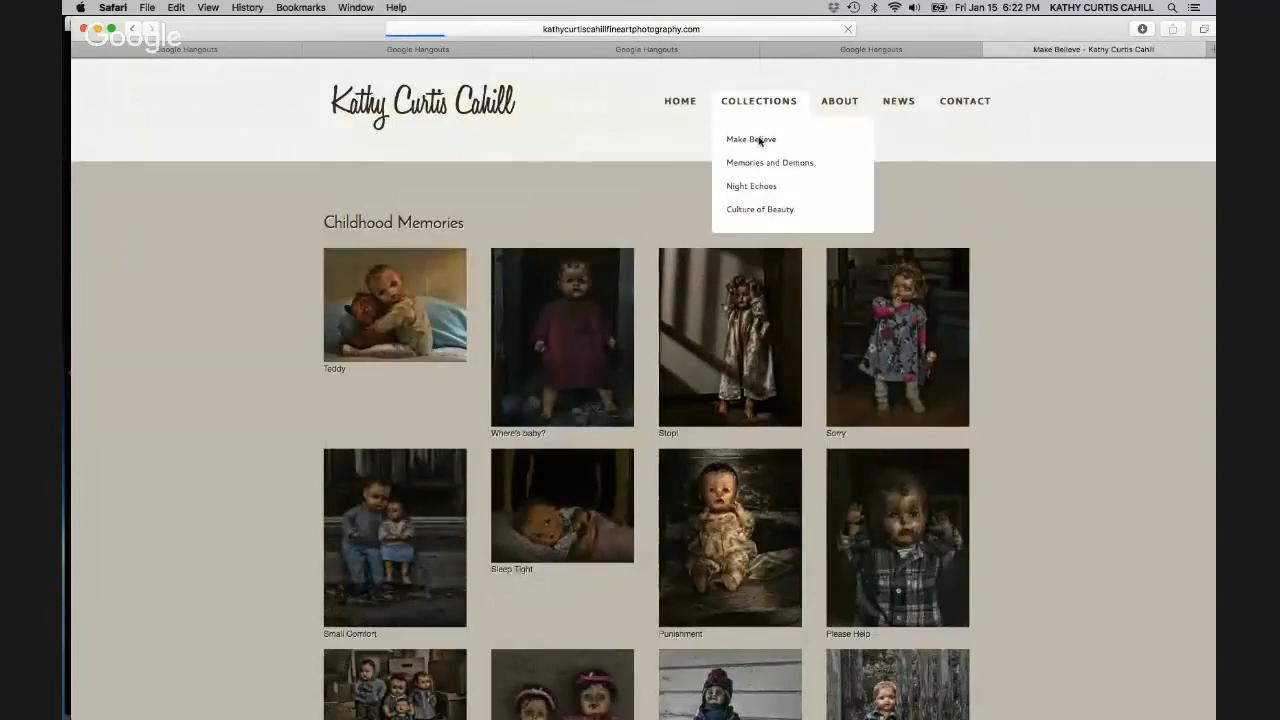 Safari File Edit View History Bookmarks Window Help Fri Jan 15 6:22 PM KATHY CURTIS CAHILL
Google
kathycurtiscahillfineartphotography.com
Google Hangouts Google Hangouts Google Hangouts Google Hangouts Make Believe - Kathy Curtis Cahill
Kathy Curtis Cahill
HOME COLLECTIONS ABOUT NEWS CONTACT
Make Believe
Memories and Demons
Night Echoes
Culture of Beauty
Childhood Memories
Teddy
Where's baby? Stop! Sorry
Sleep Tight
Small Comfort Punishment Please Help